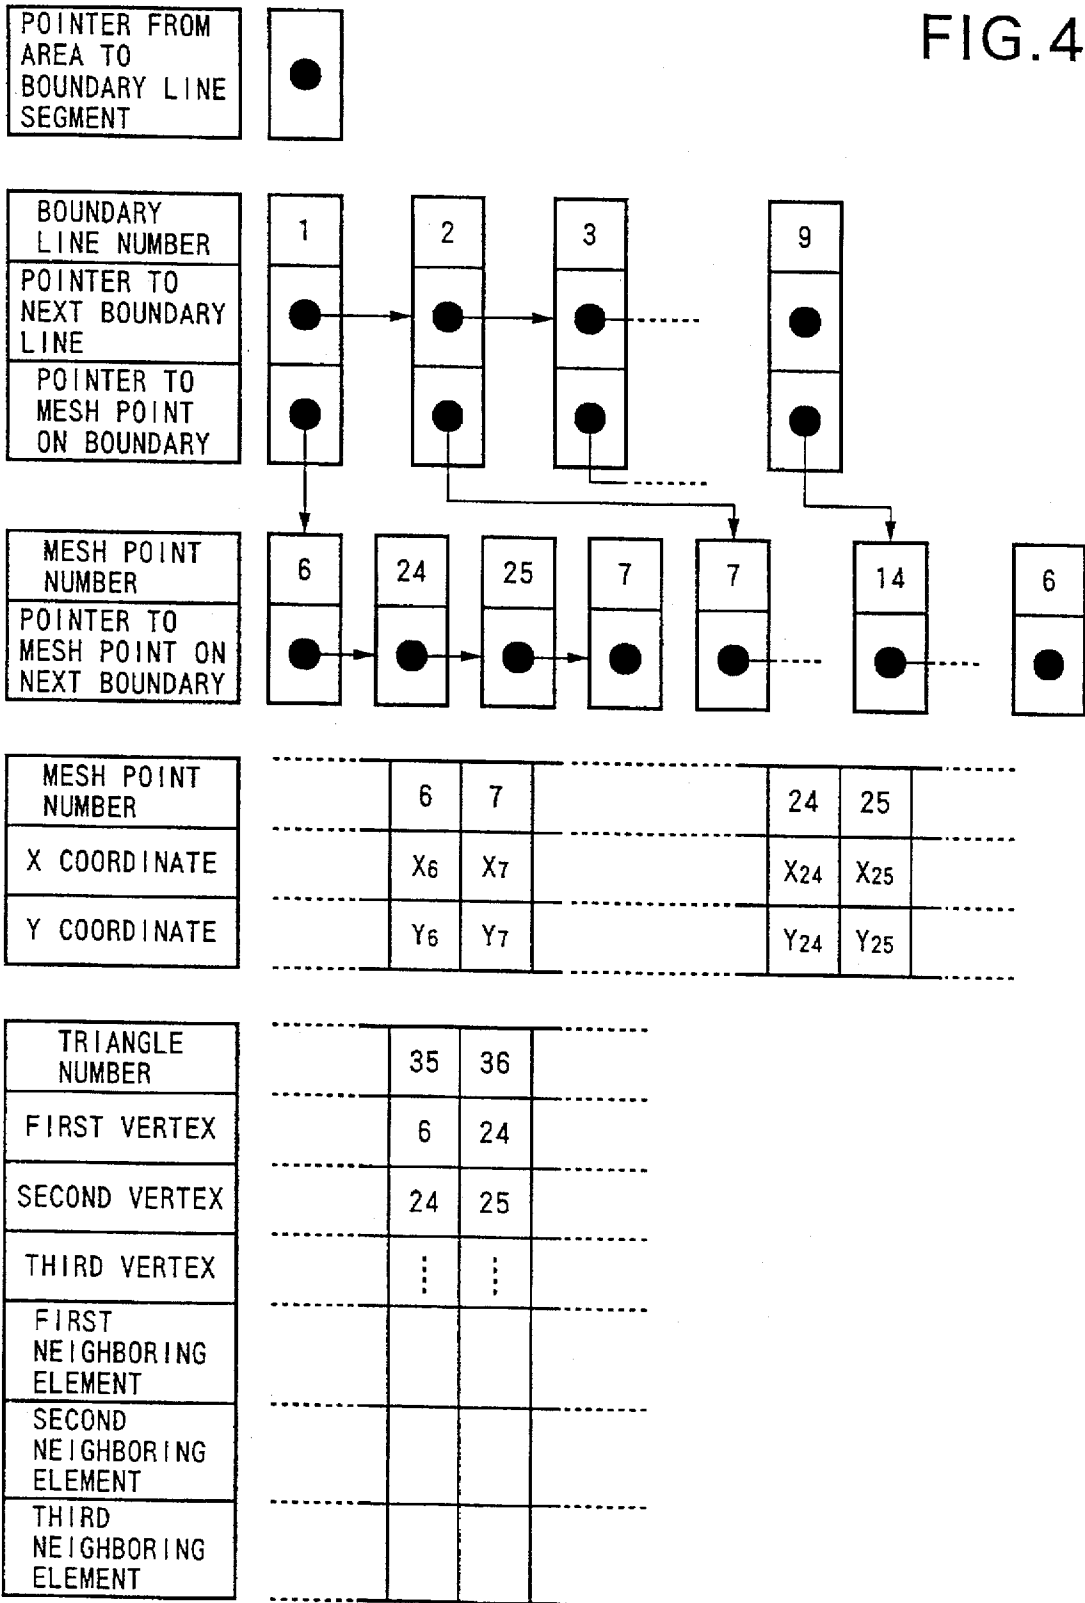 FIG.4
POINTER FROM
AREA TO
BOUNDARY LINE
SEGMENT
BOUNDARY
LINE NUMBER
1 2 3 9
POINTER TO
NEXT BOUNDARY
LINE
POINTER TO
MESH POINT
ON BOUNDARY
MESH POINT
NUMBER
6 24 25 7 7 14 6
POINTER TO
MESH POINT ON
NEXT BOUNDARY
MESH POINT
NUMBER
6 7 24 25
X COORDINATE
X6 X7 X24 X25
Y COORDINATE
Y6 Y7 Y24 Y25
TRIANGLE
NUMBER
35 36
FIRST VERTEX
6 24
SECOND VERTEX
24 25
THIRD VERTEX
FIRST
NEIGHBORING
ELEMENT
SECOND
NEIGHBORING
ELEMENT
THIRD
NEIGHBORING
ELEMENT